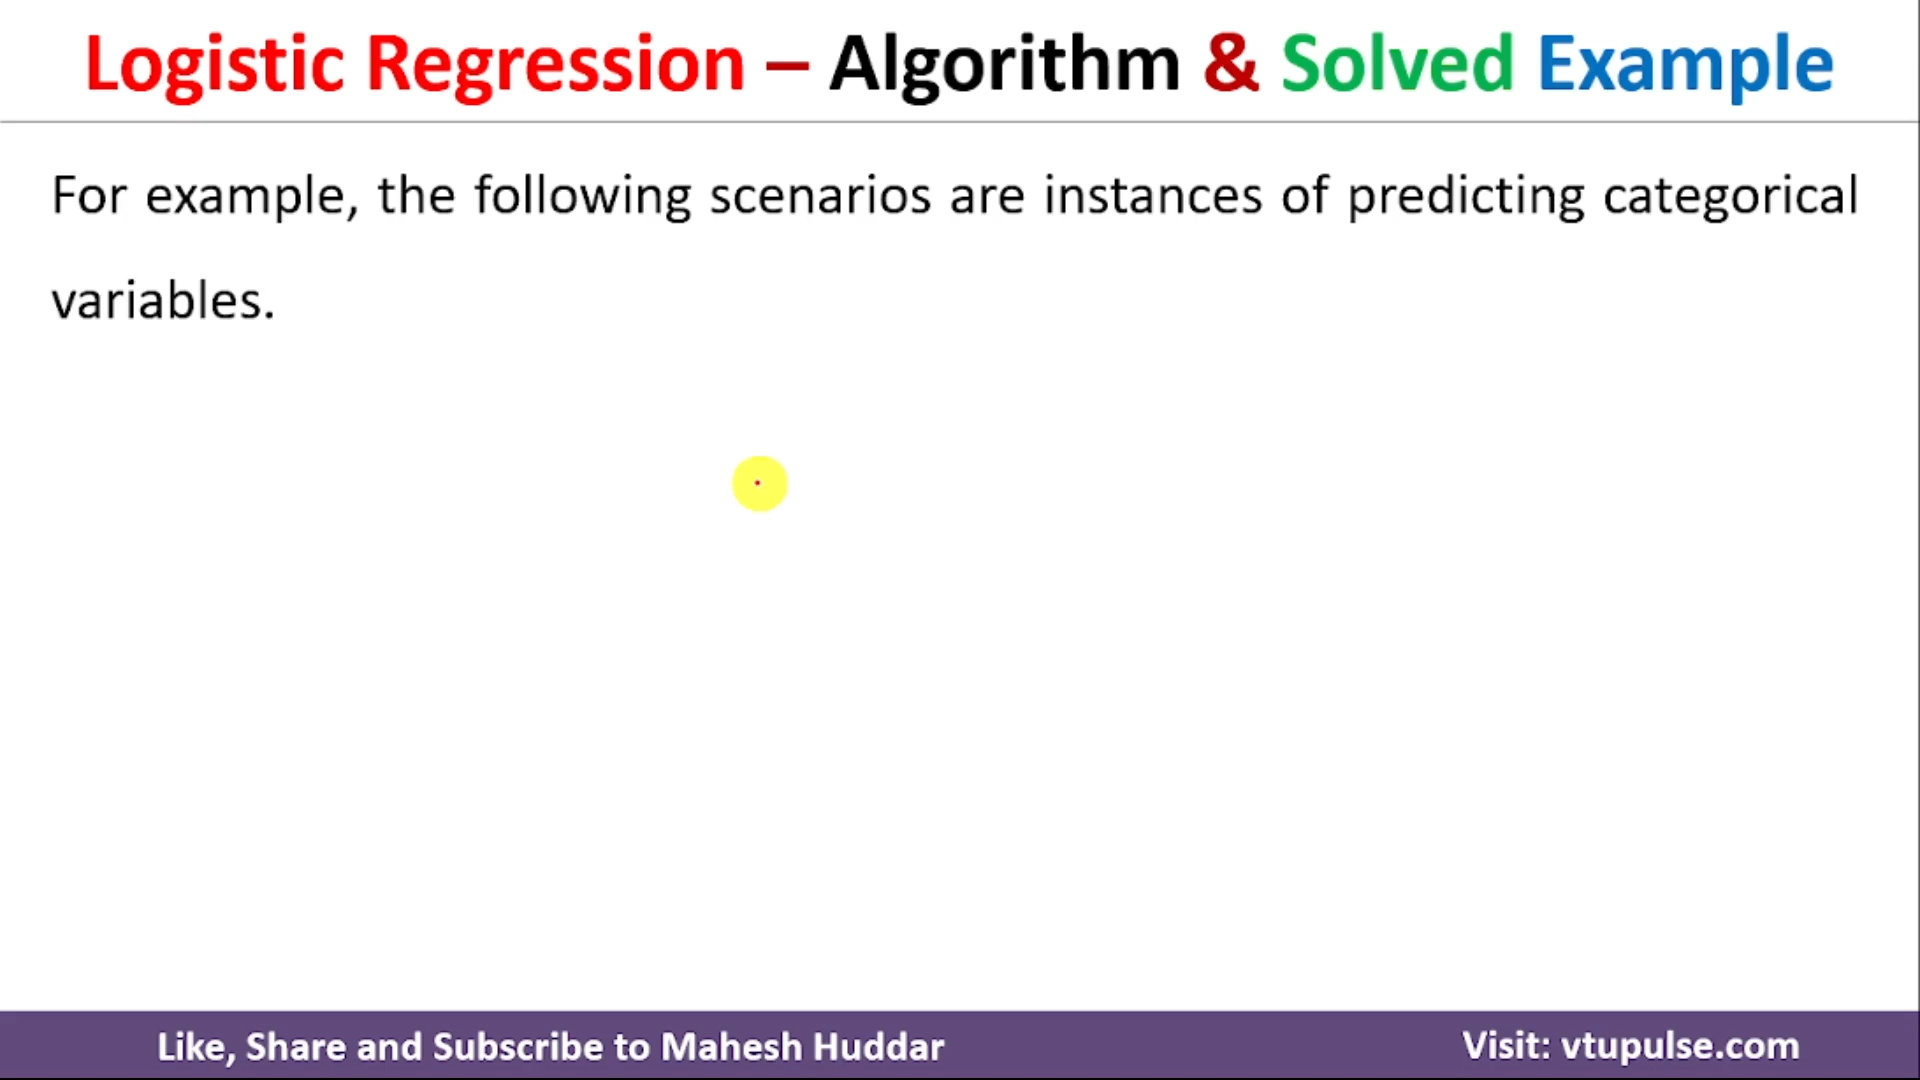 Logistic Regression – Algorithm & Solved Example
For example, the following scenarios are instances of predicting categorical
variables.
Like, Share and Subscribe to Mahesh Huddar
Visit: vtupulse.com